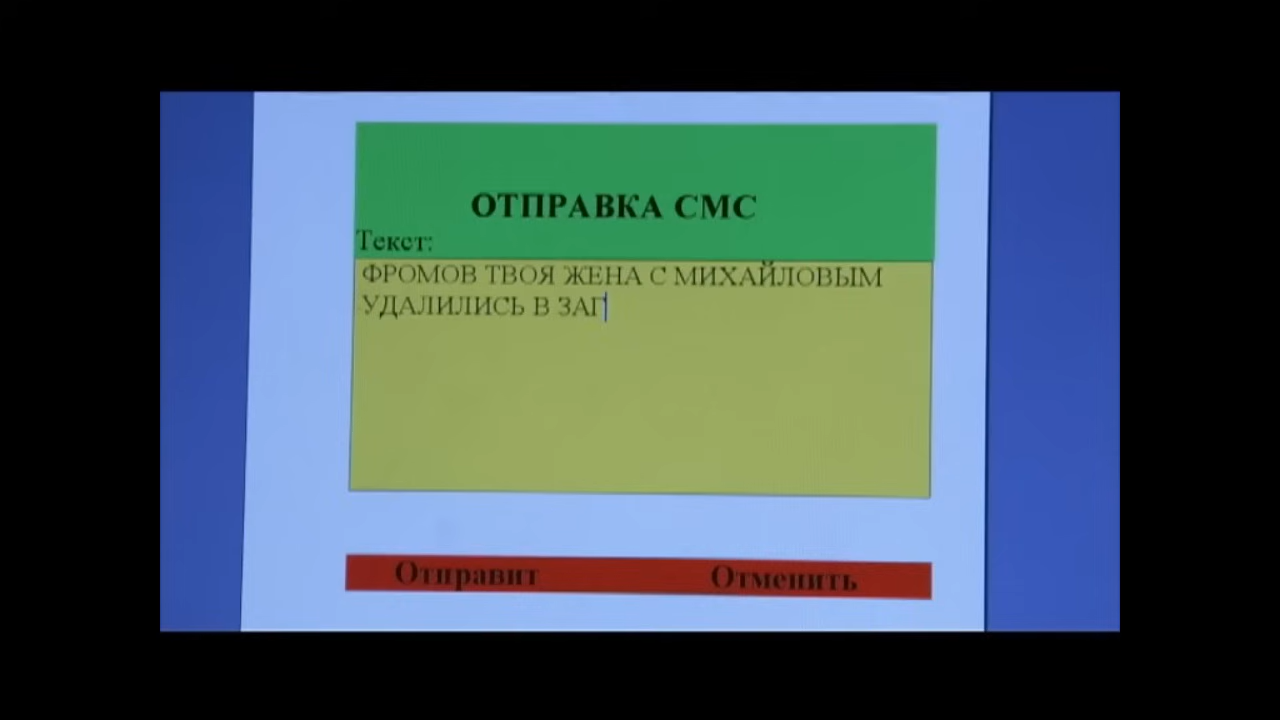 ОТПРАВКА СМС
Текст:
ФРОМОВ ТВОЯ ЖЕНА С МИХАЙЛОВЫМ
УДАЛИЛИСЬ В ЗАГ
Отправит Отменить